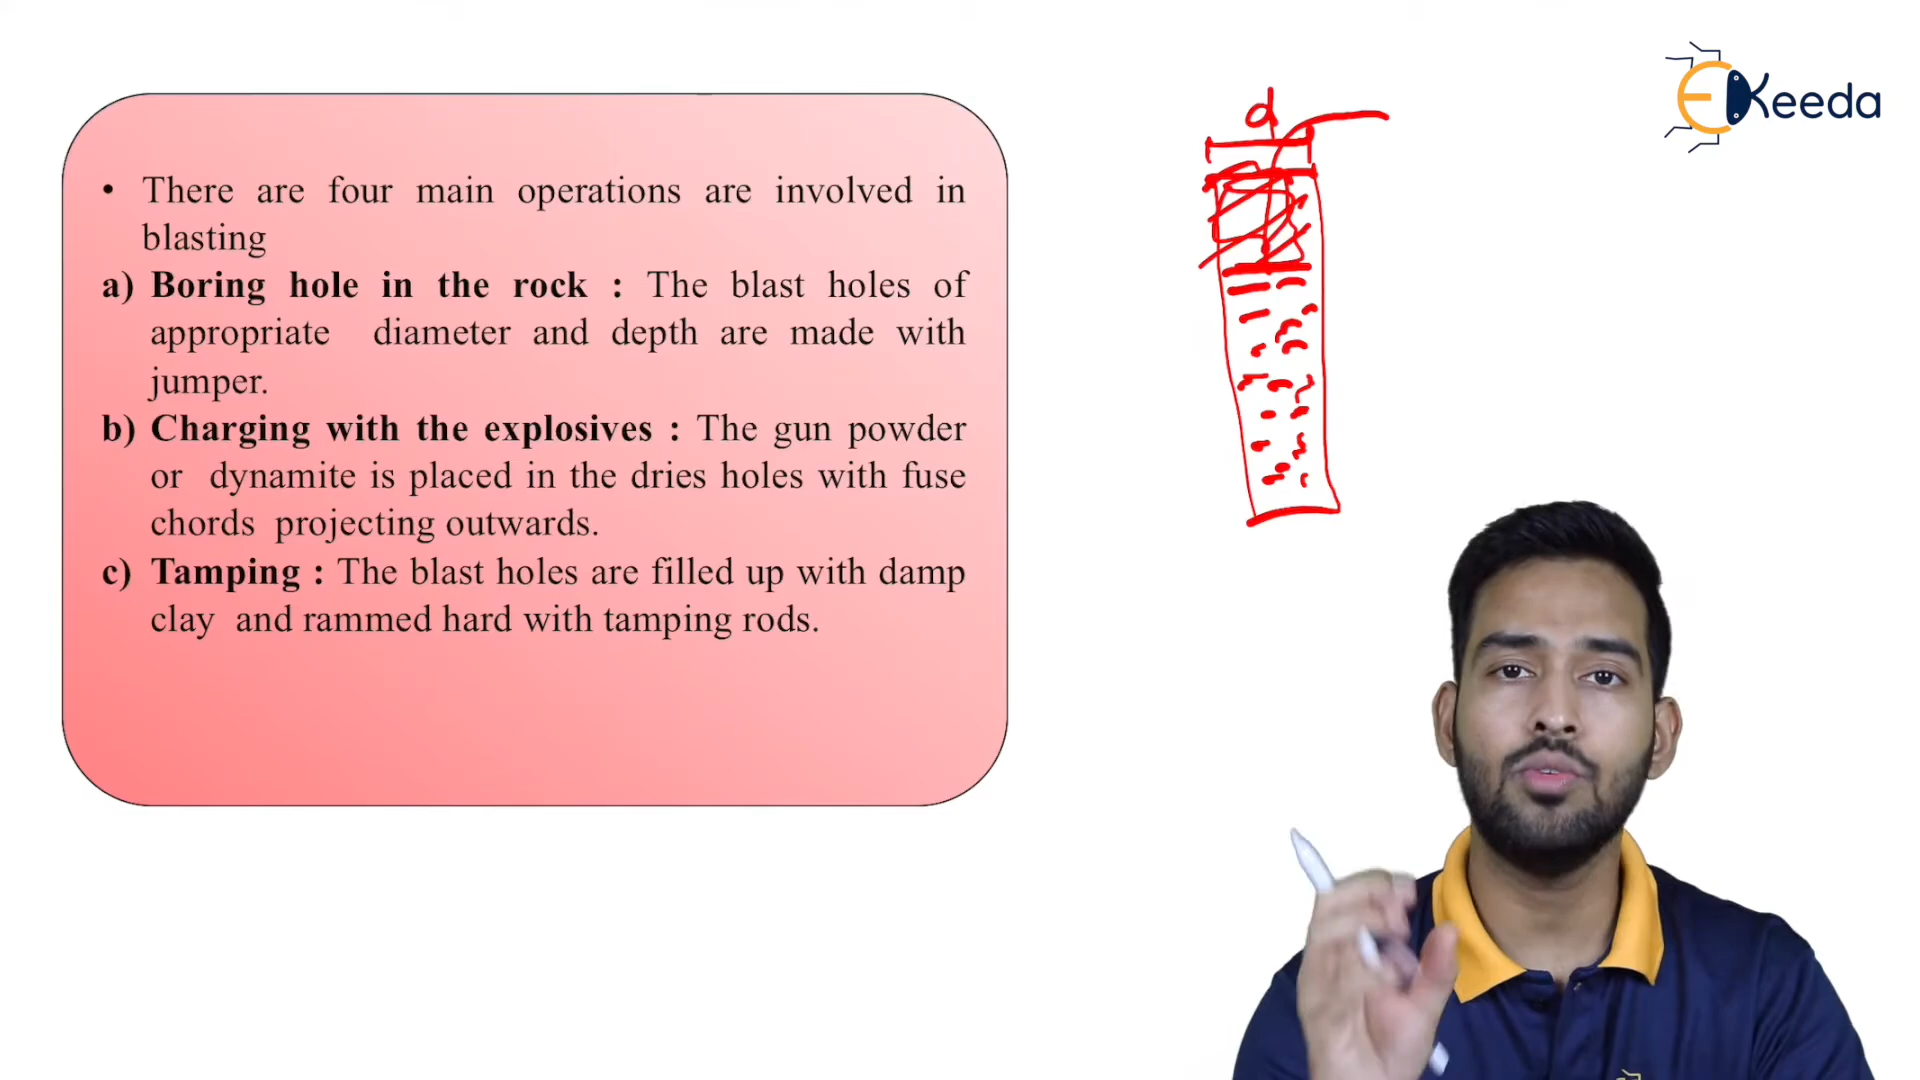 • There are four main operations are involved in
blasting
a) Boring hole in the rock : The blast holes of
appropriate diameter and depth are made with
jumper.
b) Charging with the explosives : The gun powder
or dynamite is placed in the dries holes with fuse
chords projecting outwards.
c) Tamping : The blast holes are filled up with damp
clay and rammed hard with tamping rods.
d
EKeeda